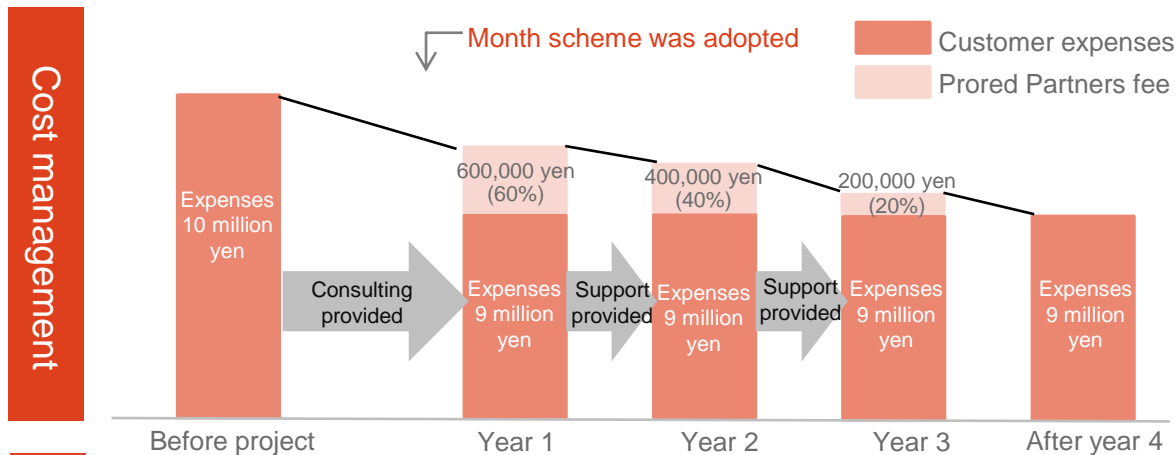 Cost management
Month scheme was adopted
Customer expenses
Prored Partners fee
Expenses
10 million
yen
Consulting
provided
600,000 yen
(60%)
Expenses
9 million
yen
Support
provided
400,000 yen
(40%)
Expenses
9 million
yen
Support
provided
200,000 yen
(20%)
Expenses
9 million
yen
Expenses
9 million
yen
Before project
Year 1
Year 2
Year 3
After year 4